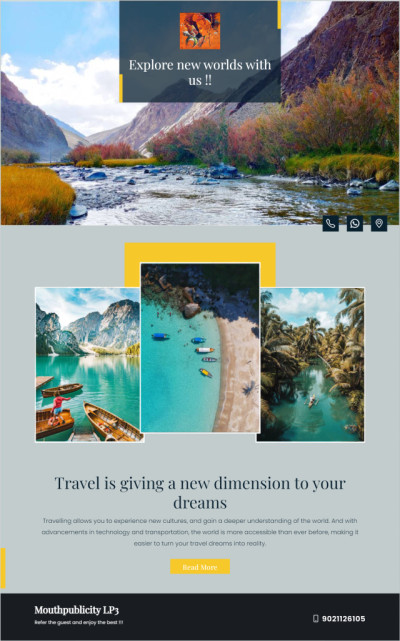 Explore new worlds with
us !!
Travel is giving a new dimension to your
dreams
Travelling allows you to experience new cultures, and gain a deeper understanding of the world. And with
advancements in technology and transportation, the world is more accessible than ever before, making it
easier to turn your travel dreams into reality.
Read More
Mouthpublicity LP3
Refer the guest and enjoy the best !!!
9021126105